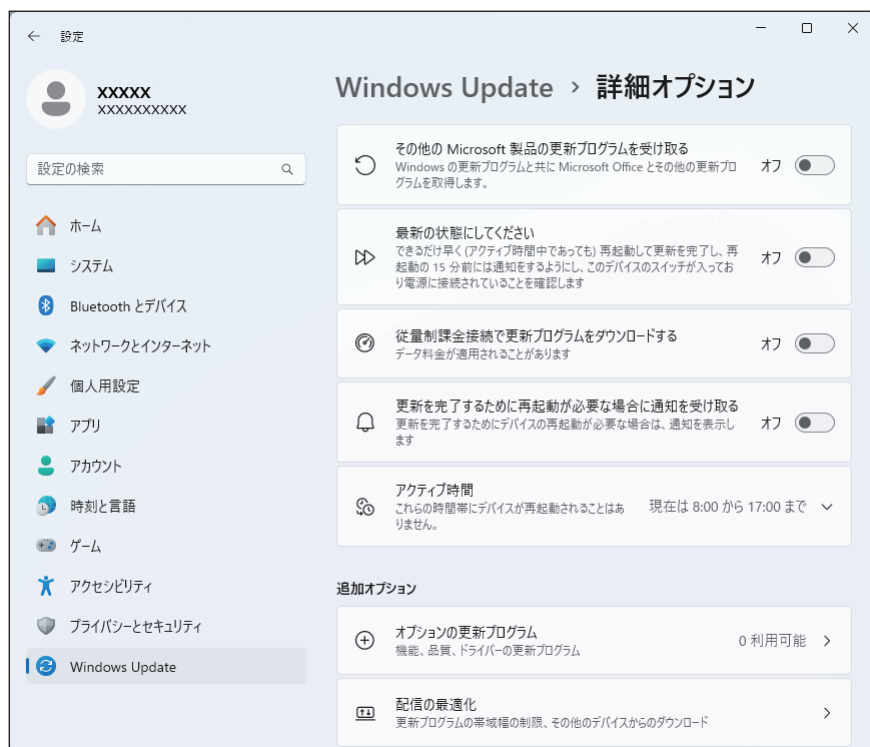 設定
XXXXX
XXXXXXXXXX
設定の検索
ホーム
システム
Bluetooth とデバイス
ネットワークとインターネット
個人用設定
アプリ
アカウント
時刻と言語
ゲーム
アクセシビリティ
プライバシーとセキュリティ
Windows Update
Windows Update › 詳細オプション
その他の Microsoft 製品の更新プログラムを受け取る
Windows の更新プログラムと共に Microsoft Office とその他の更新プロ
グラムを取得します。
オフ
最新の状態にしてください
できるだけ早く (アクティブ時間中であっても) 再起動して更新を完了し、再
起動の 15 分前には通知をするようにし、このデバイスのスイッチが入ってお
り電源に接続されていることを確認します
オフ
従量制課金接続で更新プログラムをダウンロードする
データ料金が適用されることがあります
オフ
更新を完了するために再起動が必要な場合に通知を受け取る
更新を完了するためにデバイスの再起動が必要な場合は、通知を表示し
ます
オフ
アクティブ時間
これらの時間帯にデバイスが再起動されることはあ
りません。
現在は 8:00 から 17:00 まで
追加オプション
オプションの更新プログラム
機能、品質、ドライバーの更新プログラム
0 利用可能
配信の最適化
更新プログラムの帯域幅の制限、その他のデバイスからのダウンロード